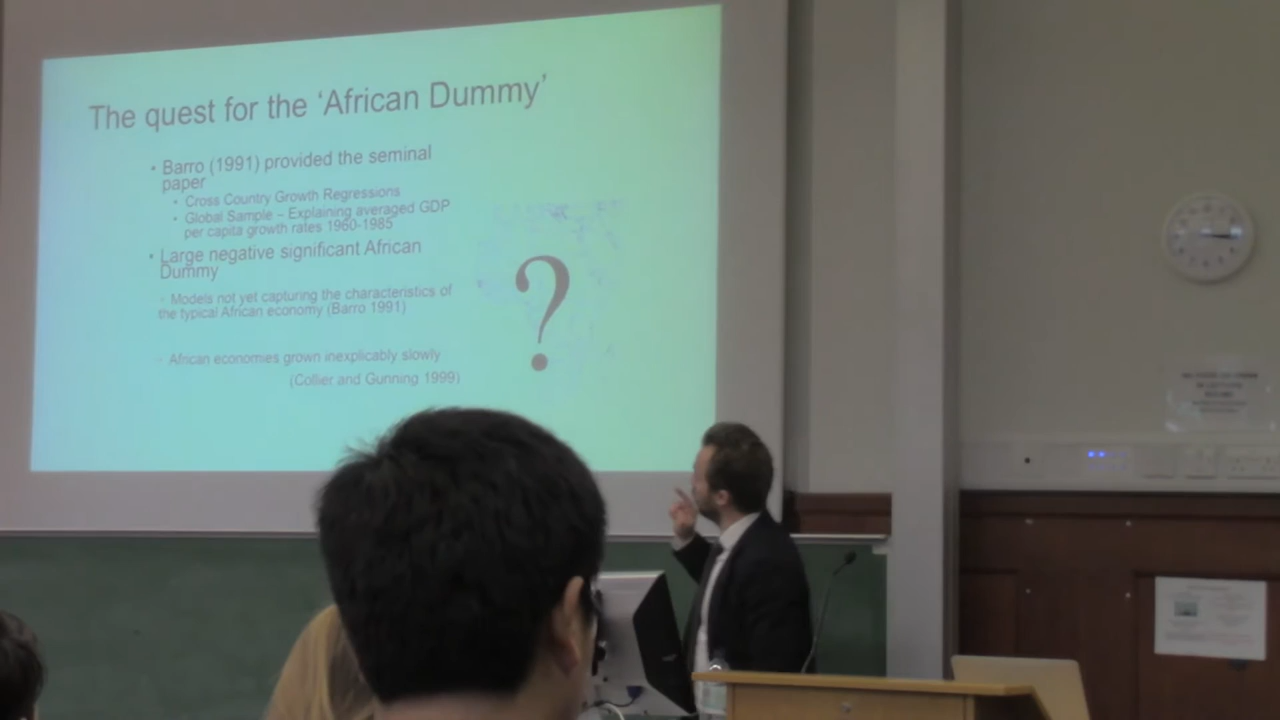 The quest for the ‘African Dummy’
• Barro (1991) provided the seminal
paper
• Cross Country Growth Regressions
• Global Sample – Explaining averaged GDP
per capita growth rates 1960-1985
• Large negative significant African
Dummy
Models not yet capturing the characteristics of
the typical African economy (Barro 1991)
African economies grown inexplicably slowly
(Collier and Gunning 1999)
?